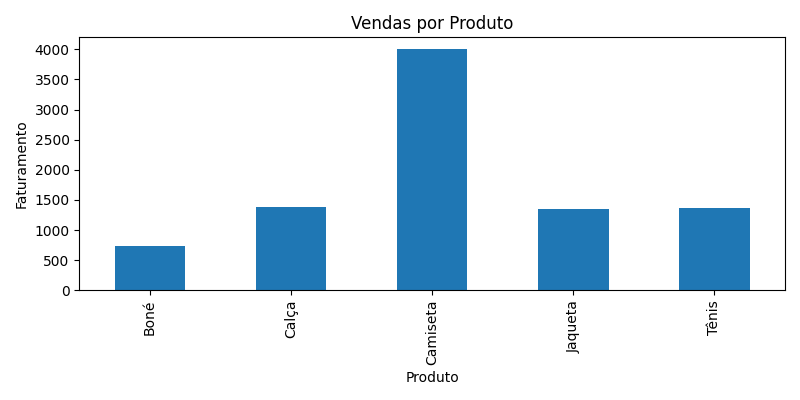 Vendas por Produto
Faturamento
4000
3500
3000
2500
2000
1500
1000
500
0
Boné
Calça
Camiseta
Jaqueta
Tênis
Produto